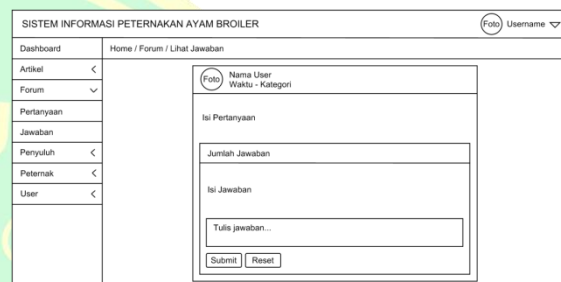 SISTEM INFORMASI PETERNAKAN AYAM BROILER
Foto Username
Dashboard
Home / Forum / Lihat Jawaban
Artikel
Forum
Pertanyaan
Jawaban
Penyuluh
Peternak
User
Foto
Nama User
Waktu - Kategori
Isi Pertanyaan
Jumlah Jawaban
Isi Jawaban
Tulis jawaban...
Submit Reset